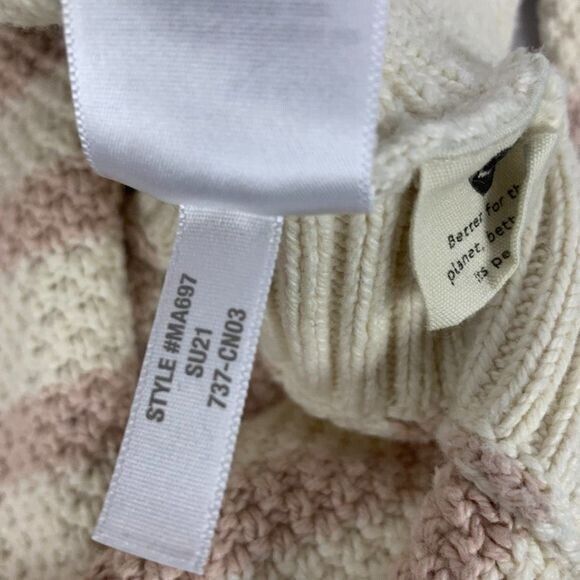 STYLE #MA697
SU21
737-CN03
Better for th
planet, bett
its pe